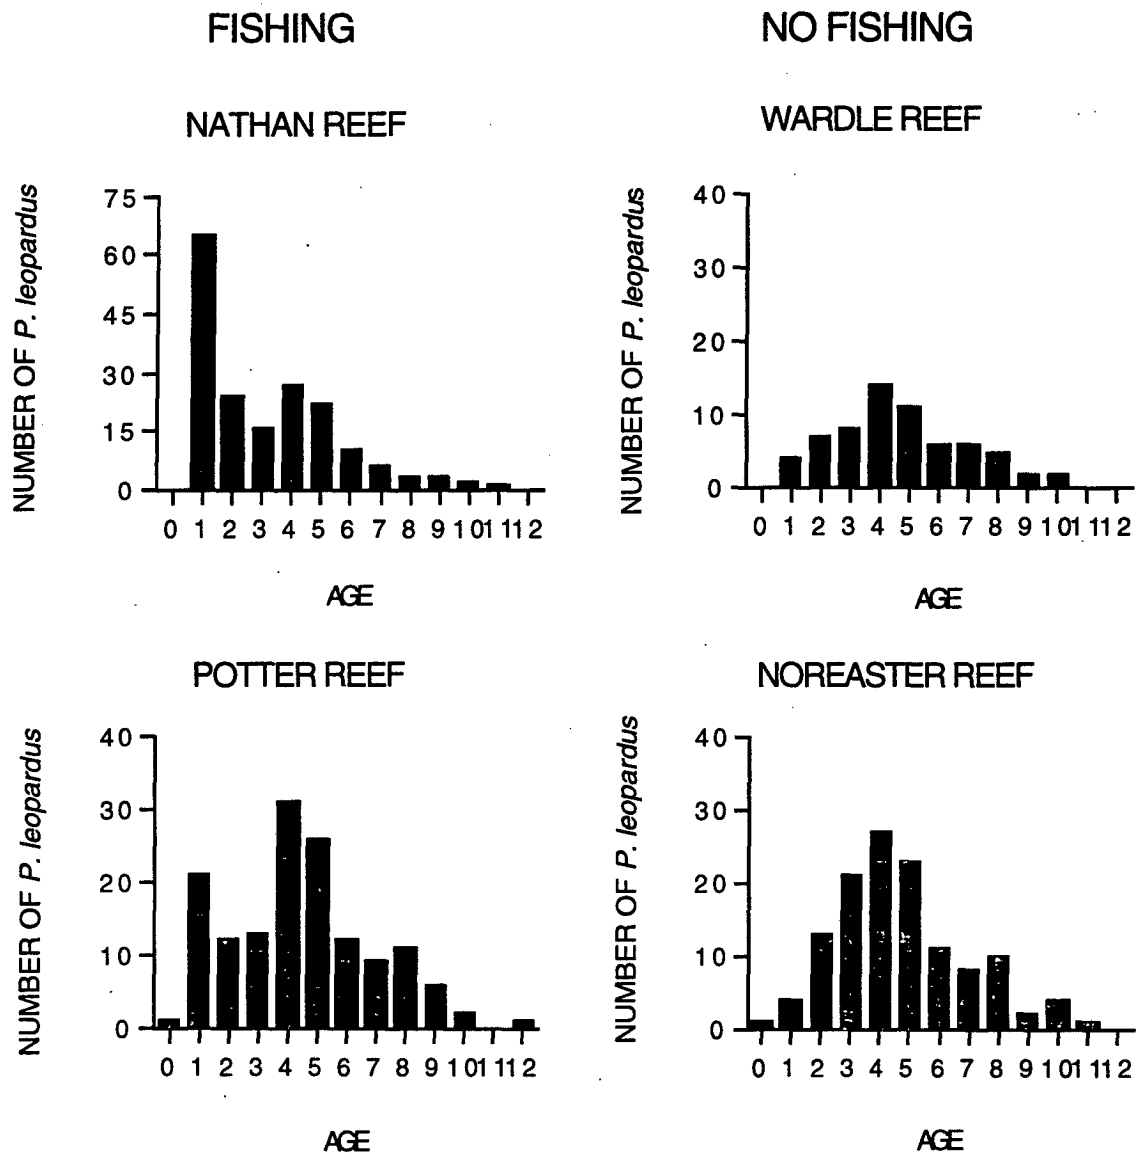 FISHING
NO FISHING
NATHAN REEF
WARDLE REEF
NUMBER OF P. leopardus
75
60
45
30
15
0
0 1 2 3 4 5 6 7 8 9 10 11 12
AGE
NUMBER OF P. leopardus
40
30
20
10
0
0 1 2 3 4 5 6 7 8 9 10 11 12
AGE
POTTER REEF
NOREASTER REEF
NUMBER OF P. leopardus
40
30
20
10
0
0 1 2 3 4 5 6 7 8 9 10 11 12
AGE
NUMBER OF P. leopardus
40
30
20
10
0
0 1 2 3 4 5 6 7 8 9 10 11 12
AGE